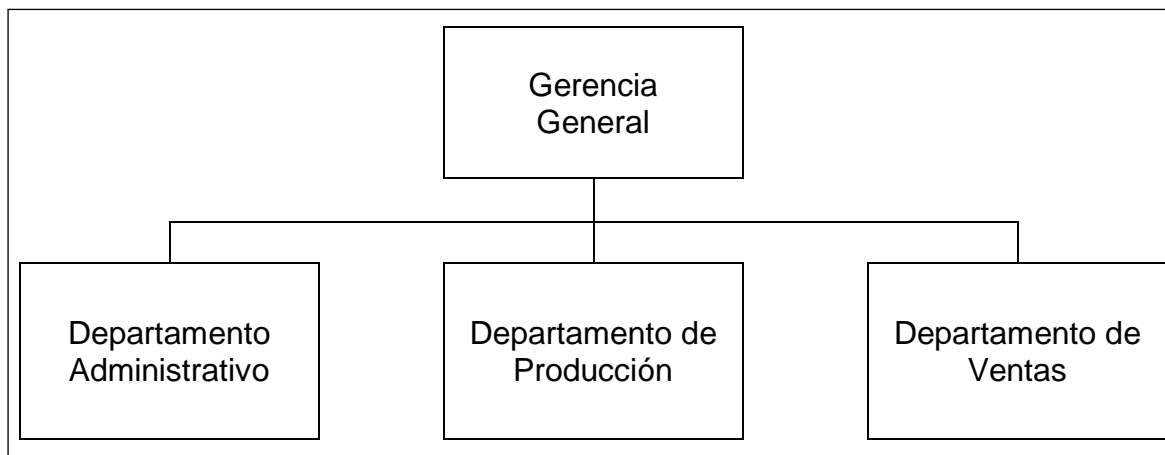 Gerencia
General
Departamento
Administrativo
Departamento de
Producción
Departamento de
Ventas